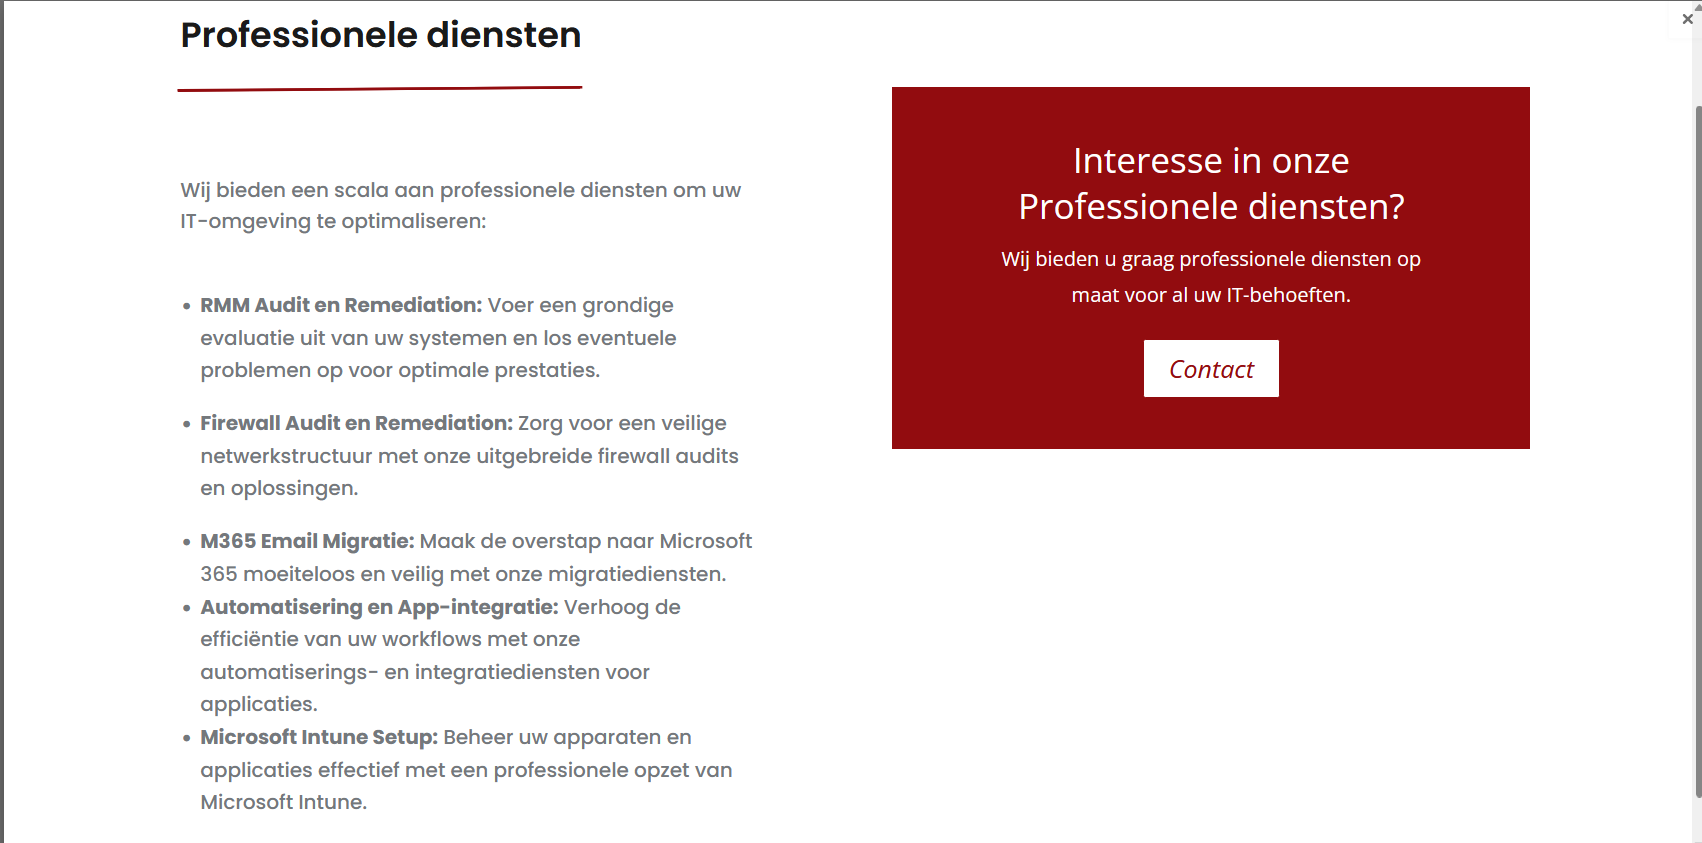 Professionele diensten
Wij bieden een scala aan professionele diensten om uw
IT-omgeving te optimaliseren:
• RMM Audit en Remediation: Voer een grondige
evaluatie uit van uw systemen en los eventuele
problemen op voor optimale prestaties.
• Firewall Audit en Remediation: Zorg voor een veilige
netwerkstructuur met onze uitgebreide firewall audits
en oplossingen.
• M365 Email Migratie: Maak de overstap naar Microsoft
365 moeiteloos en veilig met onze migratiediensten.
• Automatisering en App-integratie: Verhoog de
efficiëntie van uw workflows met onze
automatiserings- en integratiediensten voor
applicaties.
• Microsoft Intune Setup: Beheer uw apparaten en
applicaties effectief met een professionele opzet van
Microsoft Intune.
Interesse in onze
Professionele diensten?
Wij bieden u graag professionele diensten op
maat voor al uw IT-behoeften.
Contact